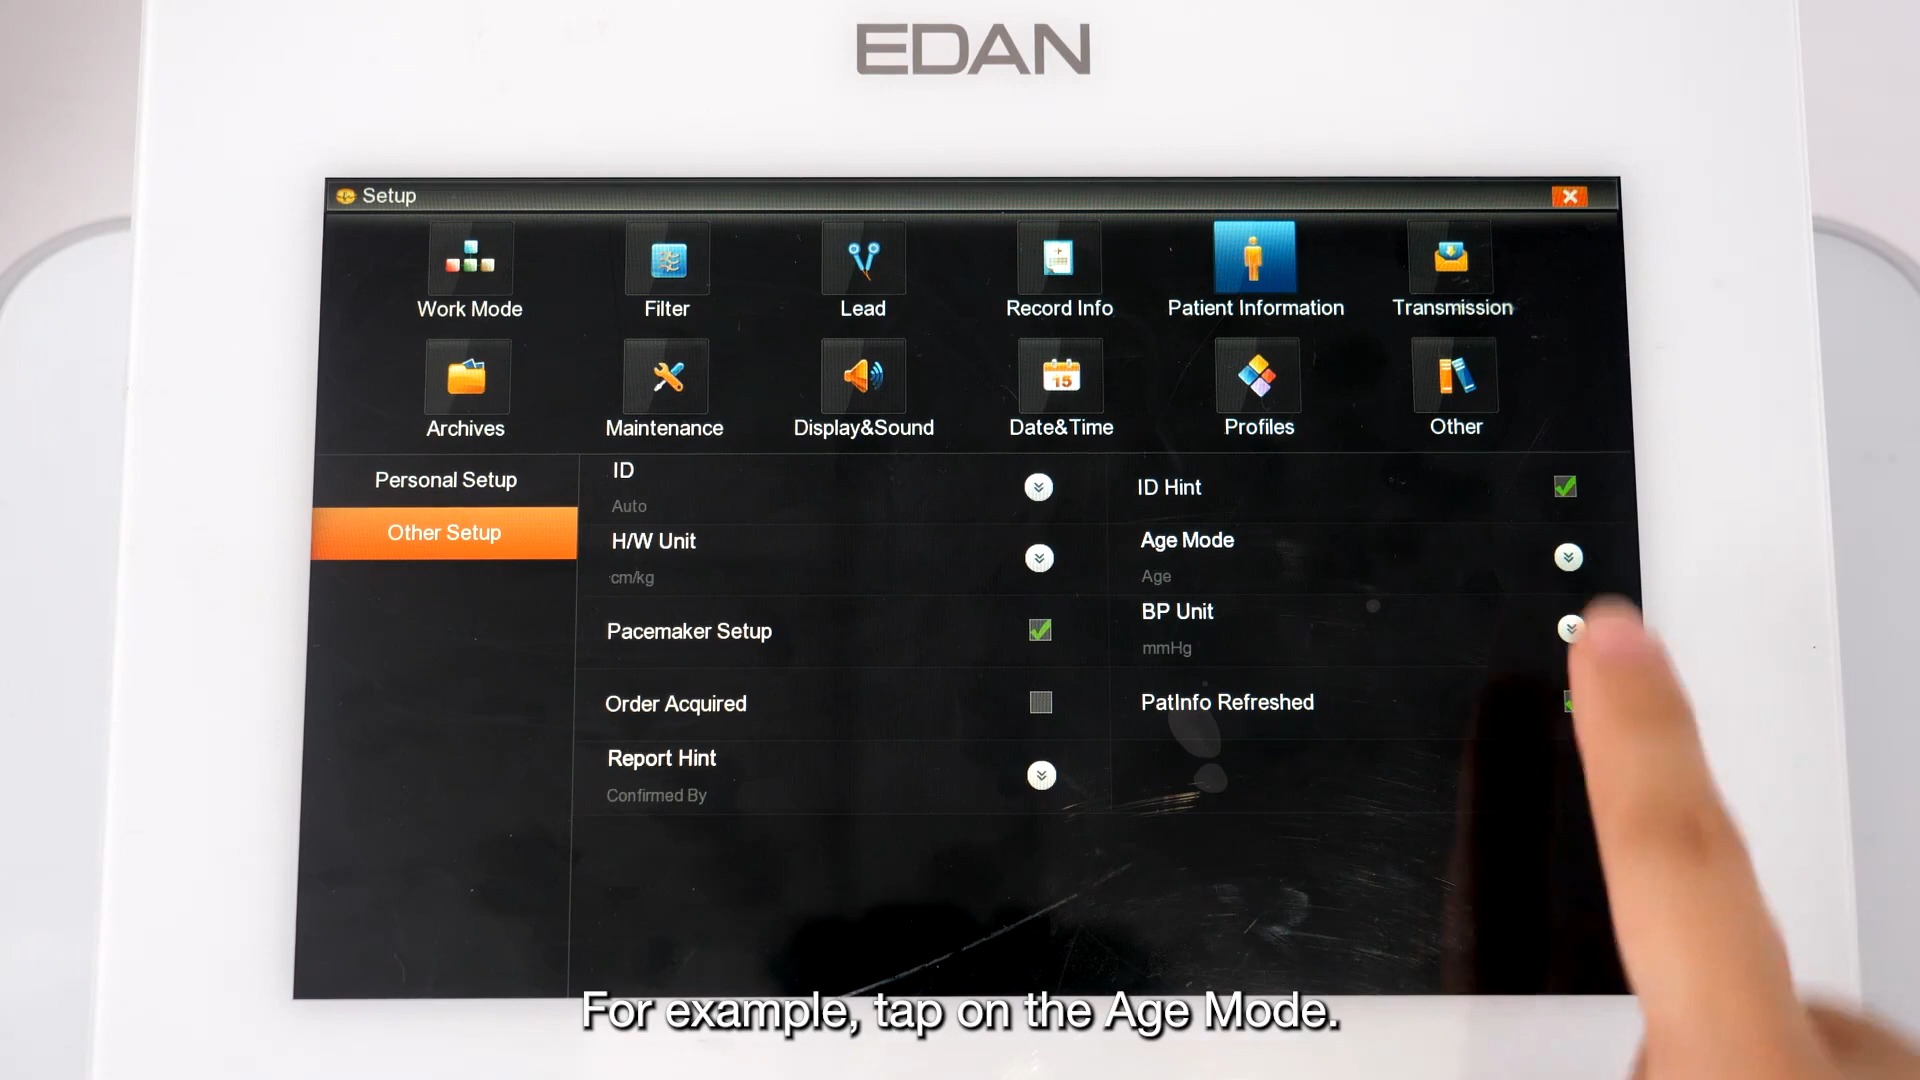 EDAN
Setup
Work Mode
Filter
Lead
Record Info
Patient Information
Transmission
Archives
Maintenance
Display&Sound
15
Date&Time
Profiles
Other
Personal Setup
Other Setup
ID
Auto
ID Hint
H/W Unit
cm/kg
Age Mode
Age
Pacemaker Setup
BP Unit
mmHg
Order Acquired
PatInfo Refreshed
Report Hint
Confirmed By
For example, tap on the Age Mode.